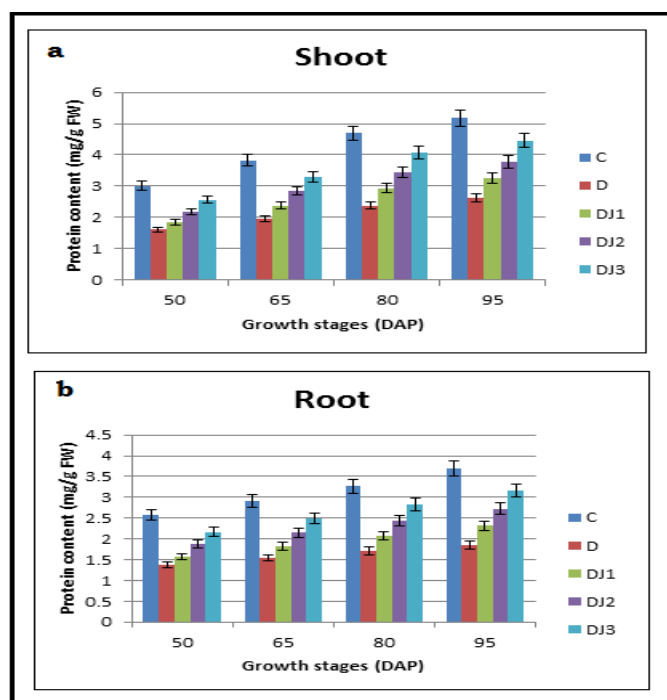 a
Shoot
Protein content (mg/g FW)
6
5
4
3
2
1
0
50 65 80 95
Growth stages (DAP)
C
D
DJ1
DJ2
DJ3
b
Root
Protein content (mg/g FW)
4.5
4
3.5
3
2.5
2
1.5
1
0.5
0
50 65 80 95
Growth stages (DAP)
C
D
DJ1
DJ2
DJ3